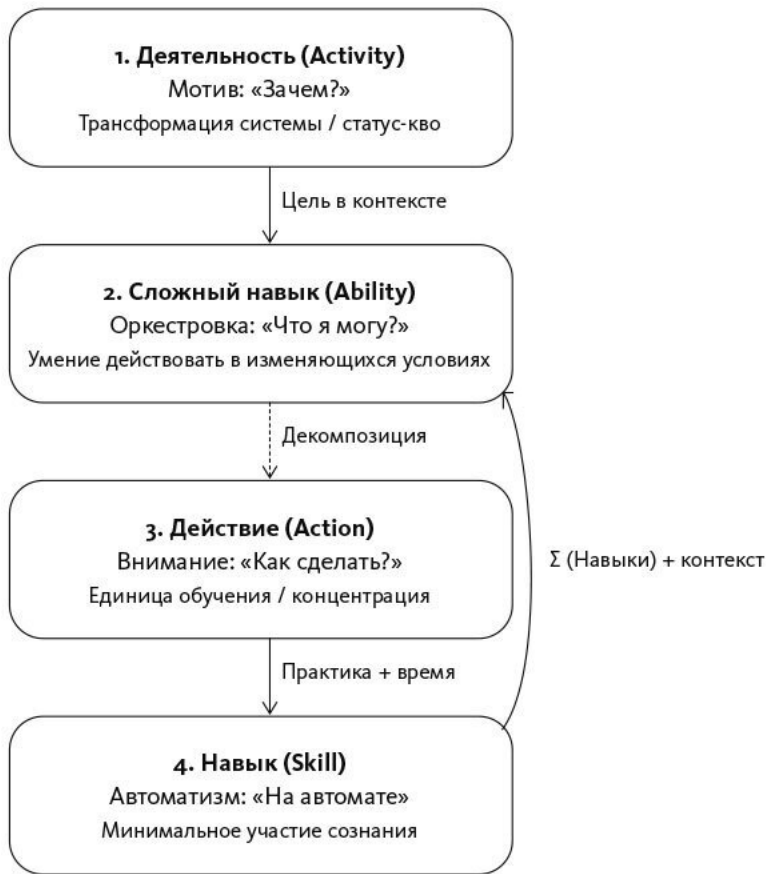 1. Деятельность (Activity)
Мотив: «Зачем?»
Трансформация системы / статус-кво
Цель в контексте
2. Сложный навык (Ability)
Оркестровка: «Что я могу?»
Умение действовать в изменяющихся условиях
Декомпозиция
3. Действие (Action)
Внимание: «Как сделать?»
Единица обучения / концентрация
Σ (Навыки) + контекст
Практика + время
4. Навык (Skill)
Автоматизм: «На автомате»
Минимальное участие сознания